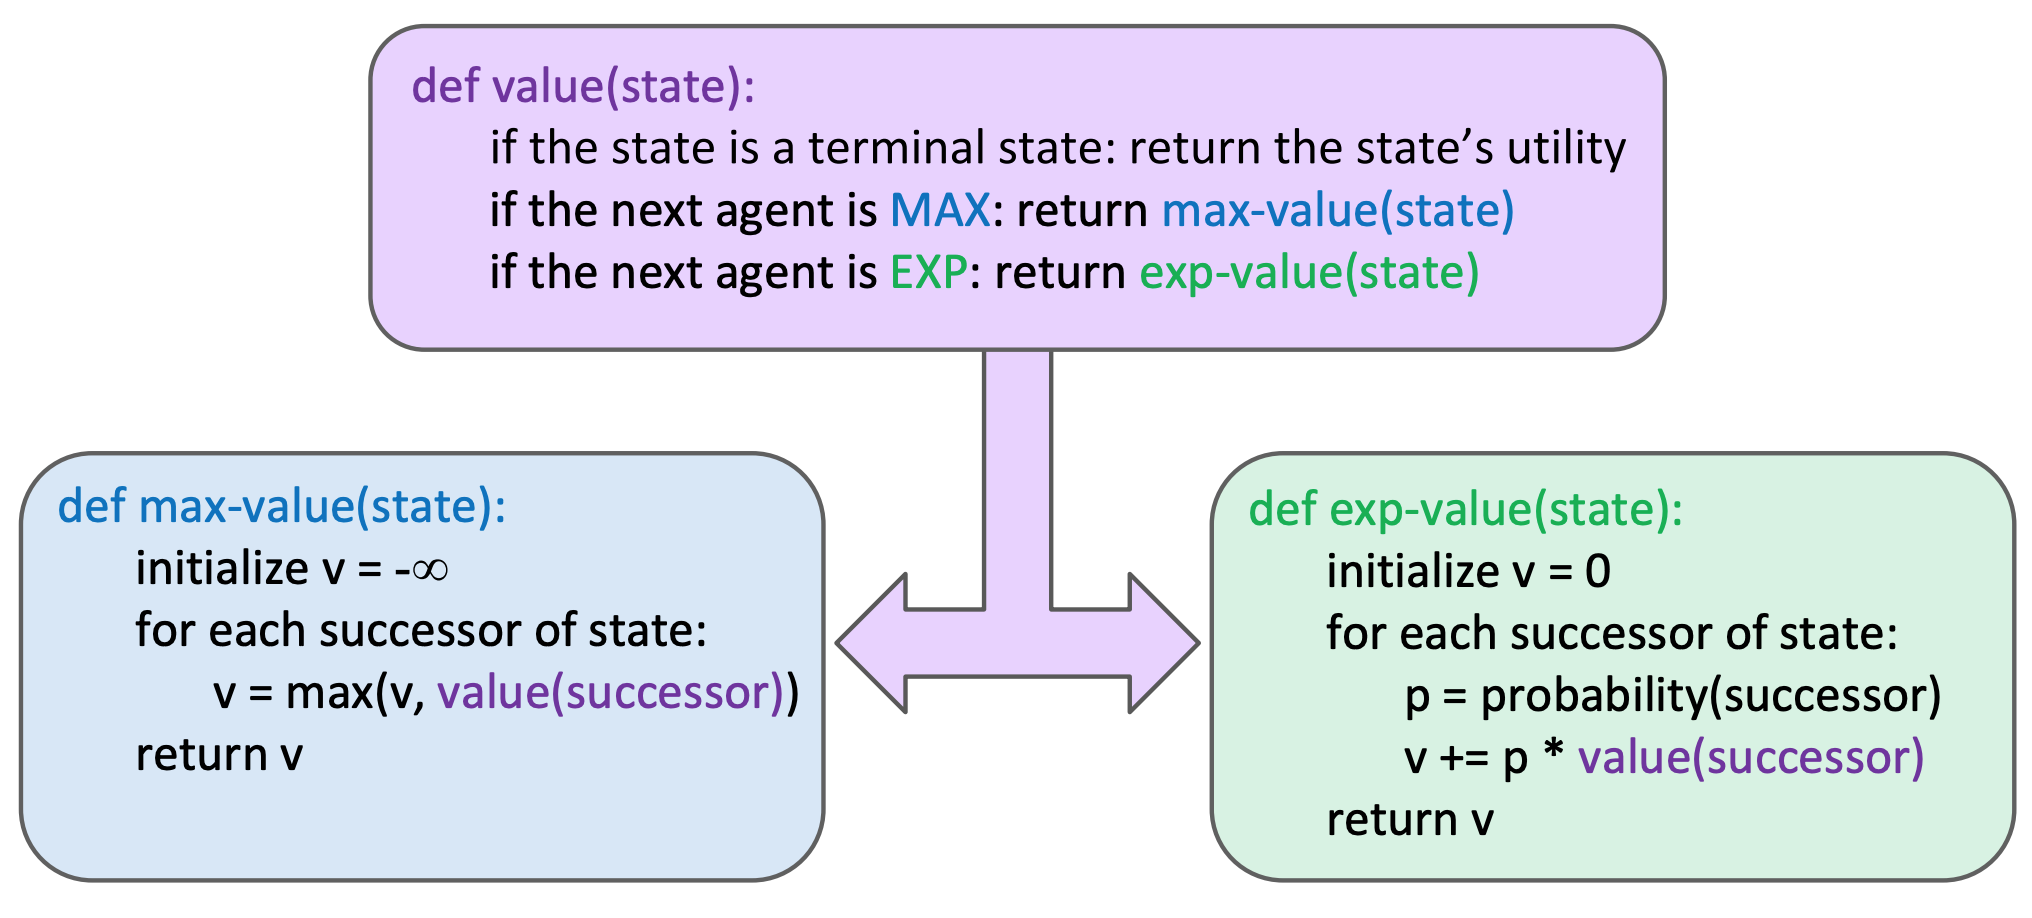 def value(state):
if the state is a terminal state: return the state’s utility
if the next agent is MAX: return max-value(state)
if the next agent is EXP: return exp-value(state)
def max-value(state):
initialize v = -∞
for each successor of state:
v = max(v, value(successor))
return v
def exp-value(state):
initialize v = 0
for each successor of state:
p = probability(successor)
v += p * value(successor)
return v